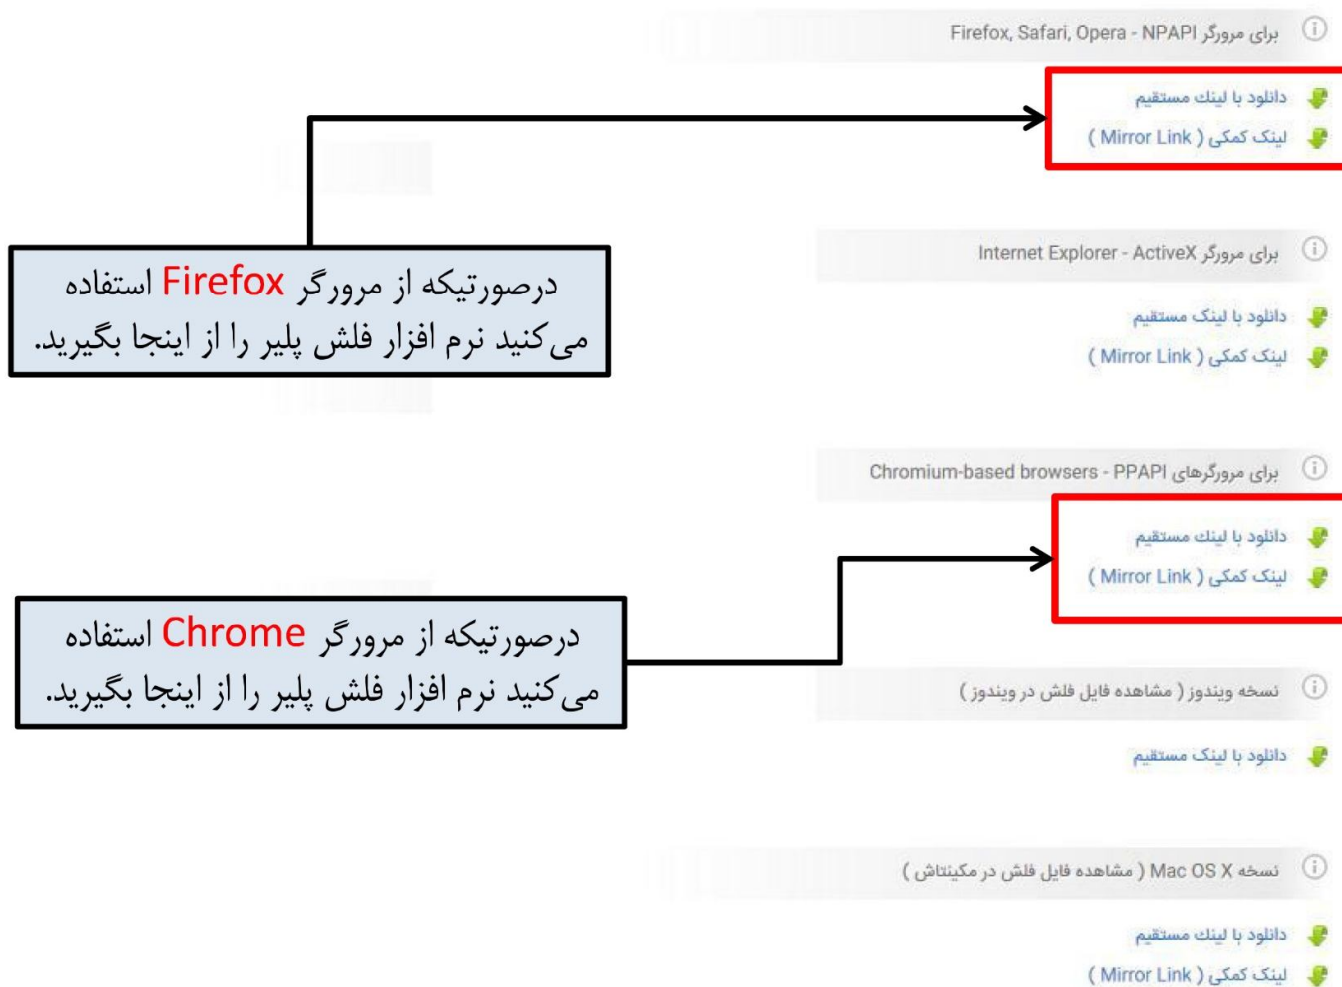 برای مرورگر Firefox, Safari, Opera - NPAPI
دانلود با لینك مستقیم
لینک کمکی ( Mirror Link )
برای مرورگر Internet Explorer - ActiveX
درصورتیکه از مرورگر Firefox استفاده
می‌کنید نرم افزار فلش پلیر را از اینجا بگیرید.
دانلود با لینک مستقیم
لینک کمکی ( Mirror Link )
برای مرورگرهای Chromium-based browsers - PPAPI
دانلود با لینك مستقیم
لینک کمکی ( Mirror Link )
درصورتیکه از مرورگر Chrome استفاده
می‌کنید نرم افزار فلش پلیر را از اینجا بگیرید.
نسخه ویندوز ( مشاهده فایل فلش در ویندوز )
دانلود با لینک مستقیم
نسخه Mac OS X ( مشاهده فایل فلش در مکینتاش )
دانلود با لینك مستقیم
لینک کمکی ( Mirror Link )